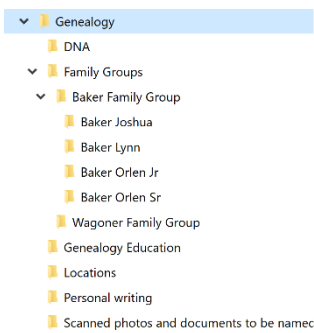 Genealogy
DNA
Family Groups
Baker Family Group
Baker Joshua
Baker Lynn
Baker Orlen Jr
Baker Orlen Sr
Wagoner Family Group
Genealogy Education
Locations
Personal writing
Scanned photos and documents to be named